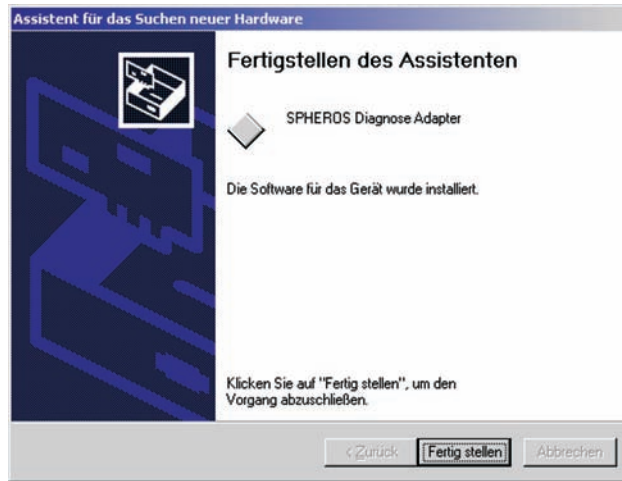 Assistent für das Suchen neuer Hardware
Fertigstellen des Assistenten
SPHEROS Diagnose Adapter
Die Software für das Gerät wurde installiert.
Klicken Sie auf "Fertig stellen", um den
Vorgang abzuschließen.
< Zurück
Fertig stellen
Abbrechen